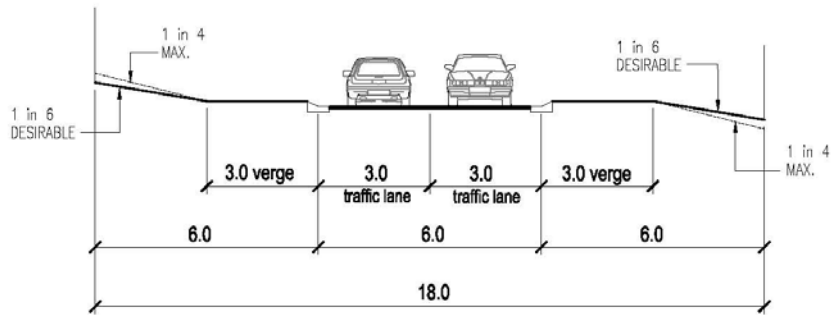 1 in 4
MAX.
1 in 6
DESIRABLE
1 in 6
DESIRABLE
1 in 4
MAX.
3.0 verge
3.0
traffic lane
3.0
traffic lane
3.0 verge
6.0
6.0
6.0
18.0